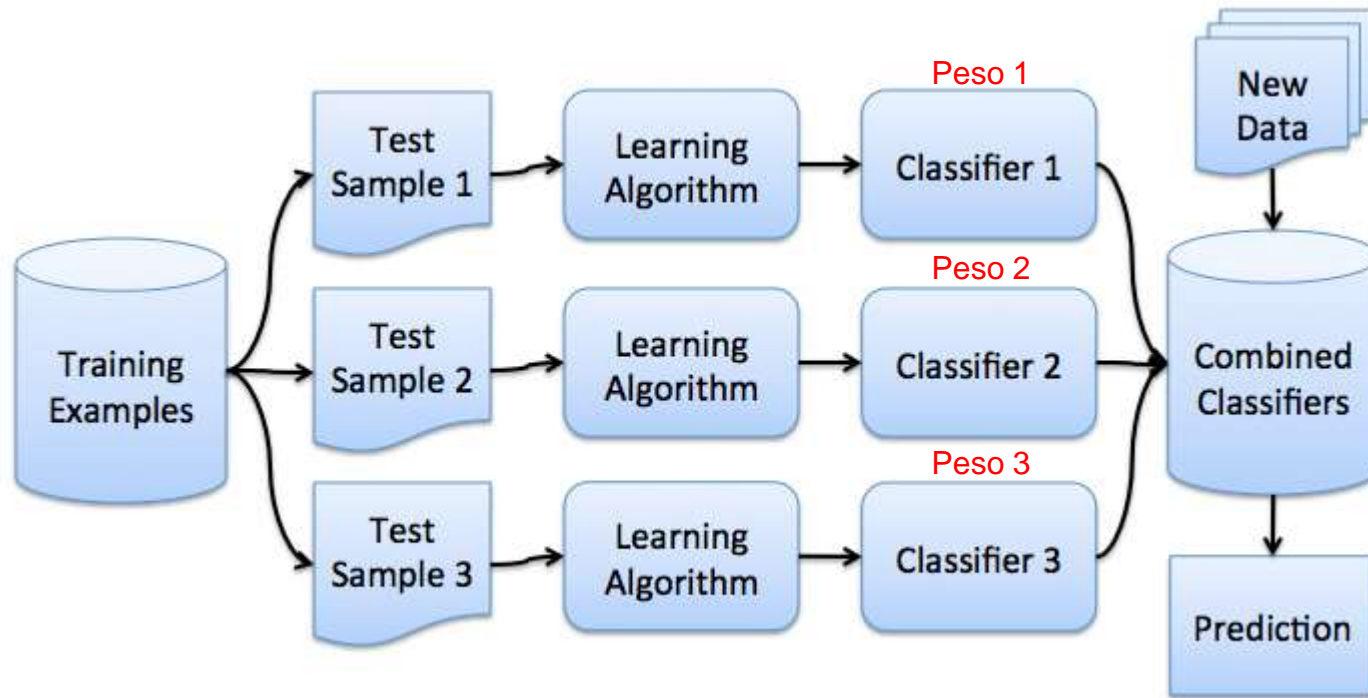 Peso 1
New
Data
Test
Sample 1
Learning
Algorithm
Classifier 1
Training
Examples
Peso 2
Test
Sample 2
Learning
Algorithm
Classifier 2
Combined
Classifiers
Peso 3
Test
Sample 3
Learning
Algorithm
Classifier 3
Prediction